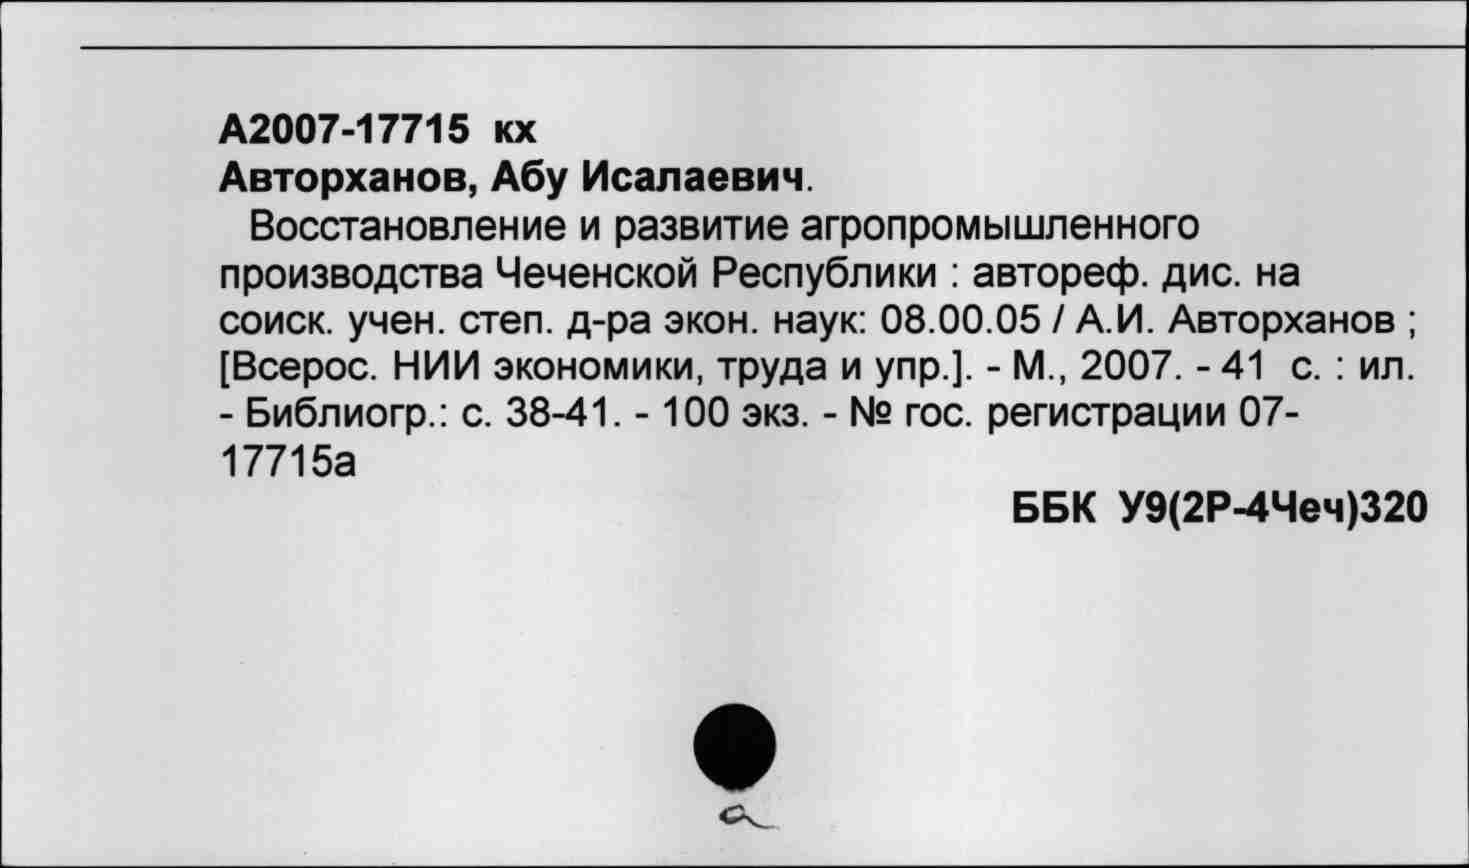 А2007-17715 кх
Авторханов, Абу Исалаевич.
Восстановление и развитие агропромышленного
производства Чеченской Республики : автореф. дис. на
соиск. учен. степ. д-ра экон. наук: 08.00.05 / А.И. Авторханов ;
[Всерос. НИИ экономики, труда и упр.]. - М., 2007. - 41 с. : ил.
- Библиогр.: с. 38-41. - 100 экз. - № гос. регистрации 07-
17715а
ББК У9(2Р-4Чеч)320
а